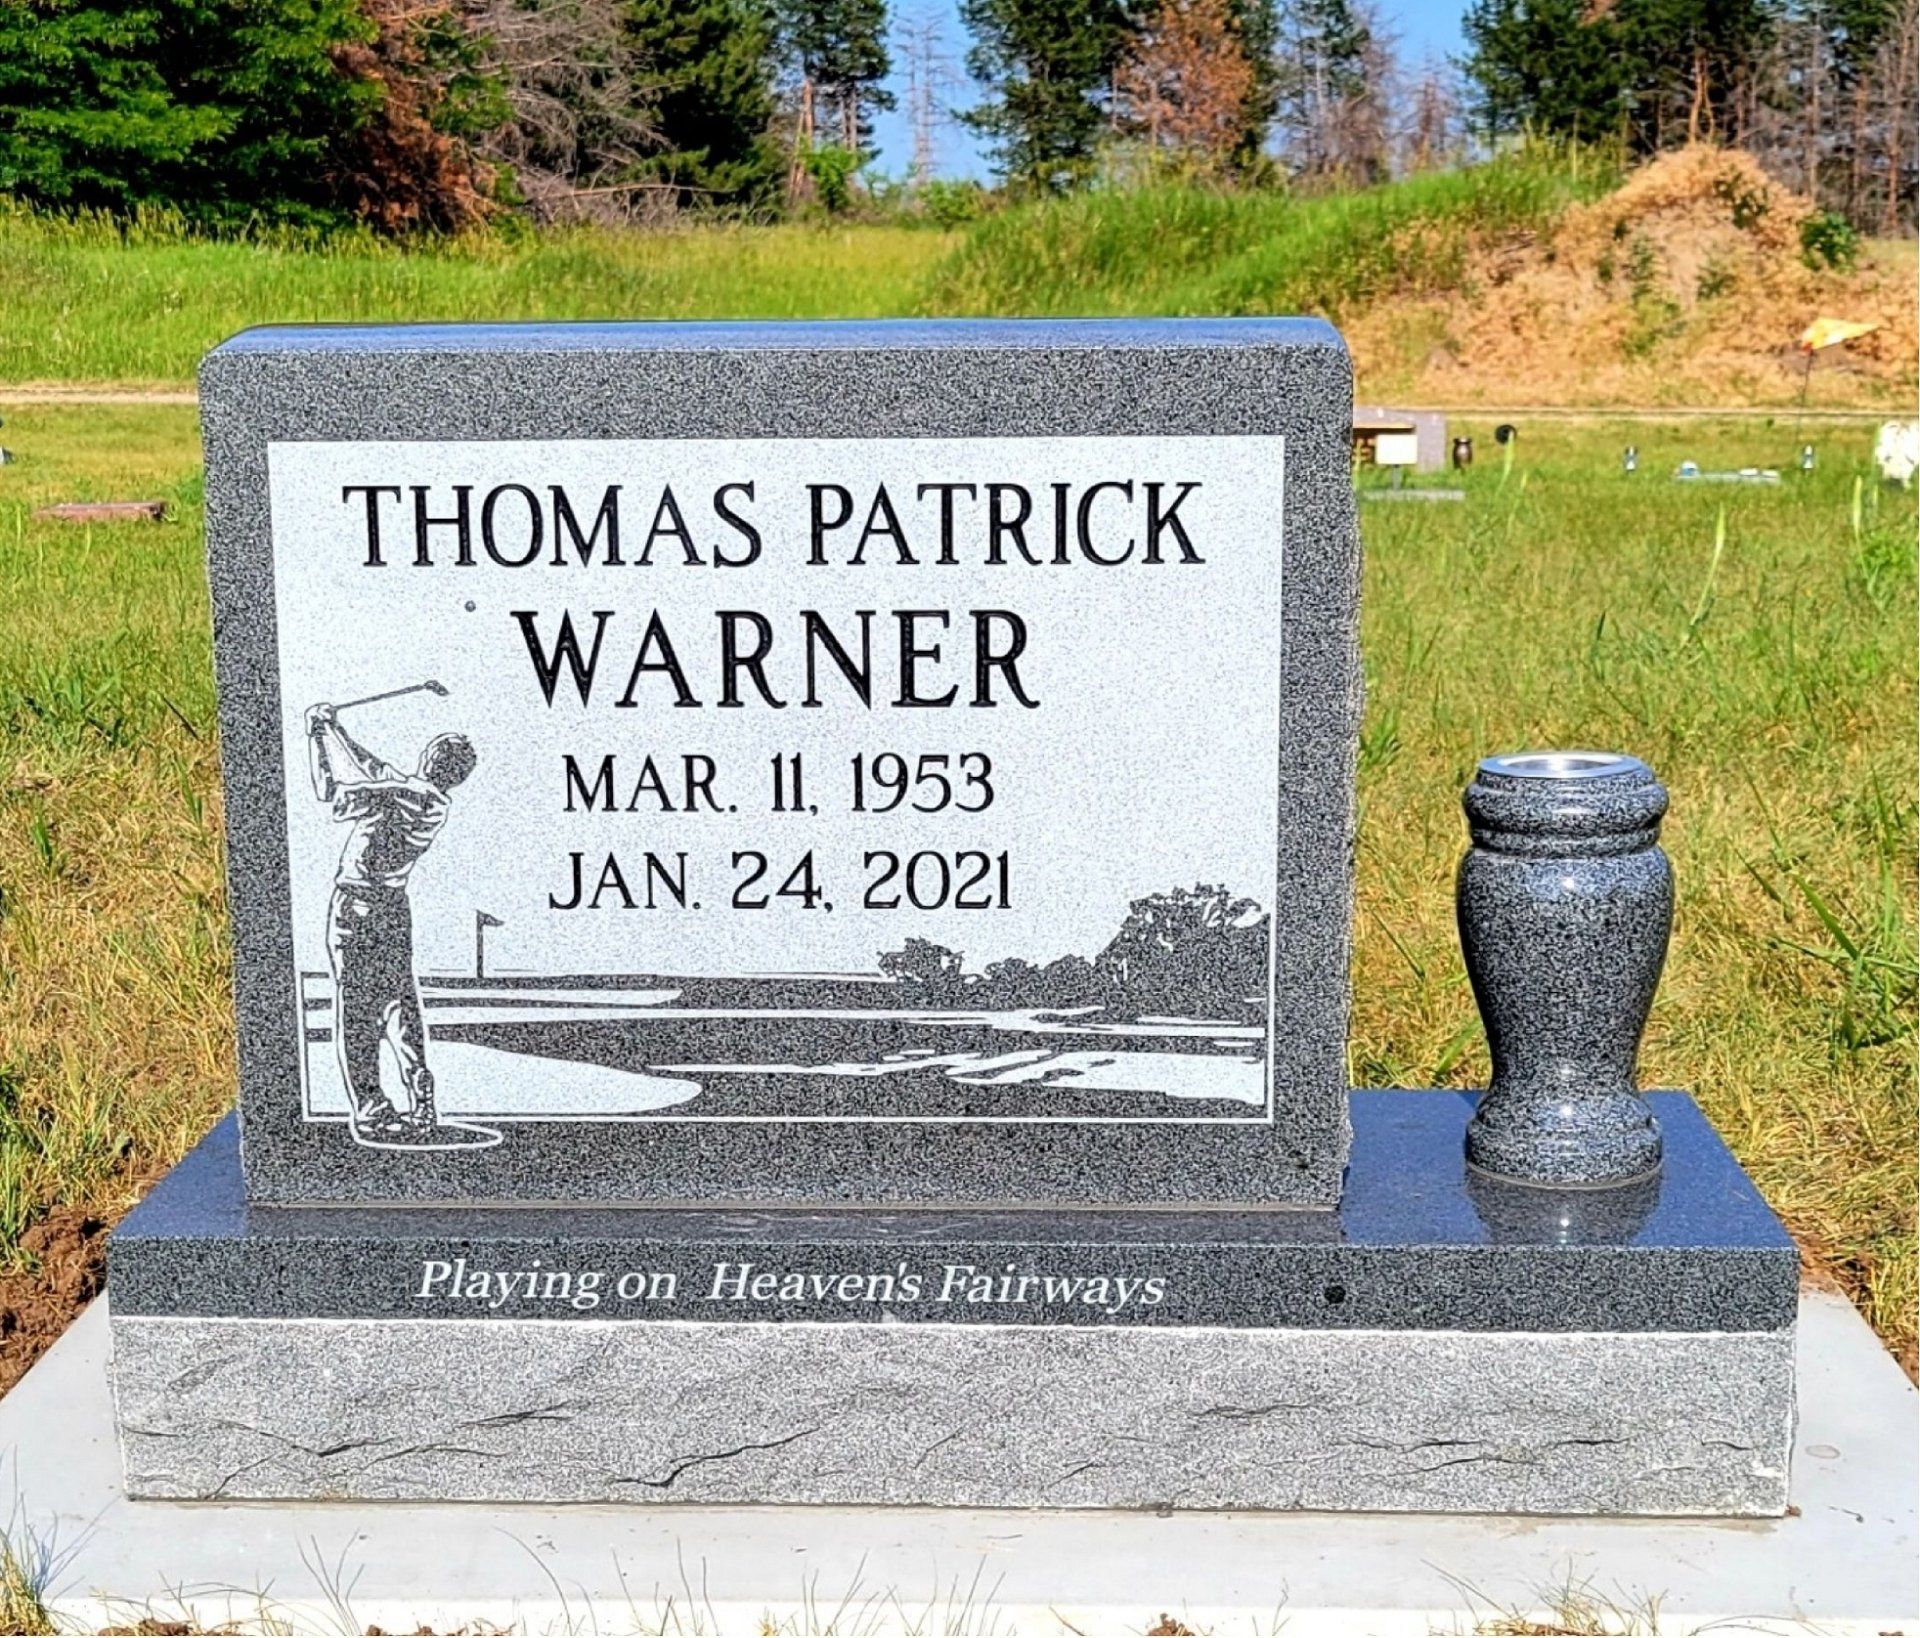 THOMAS PATRICK
WARNER
MAR. 11, 1953
JAN. 24, 2021
Playing on Heaven's Fairways